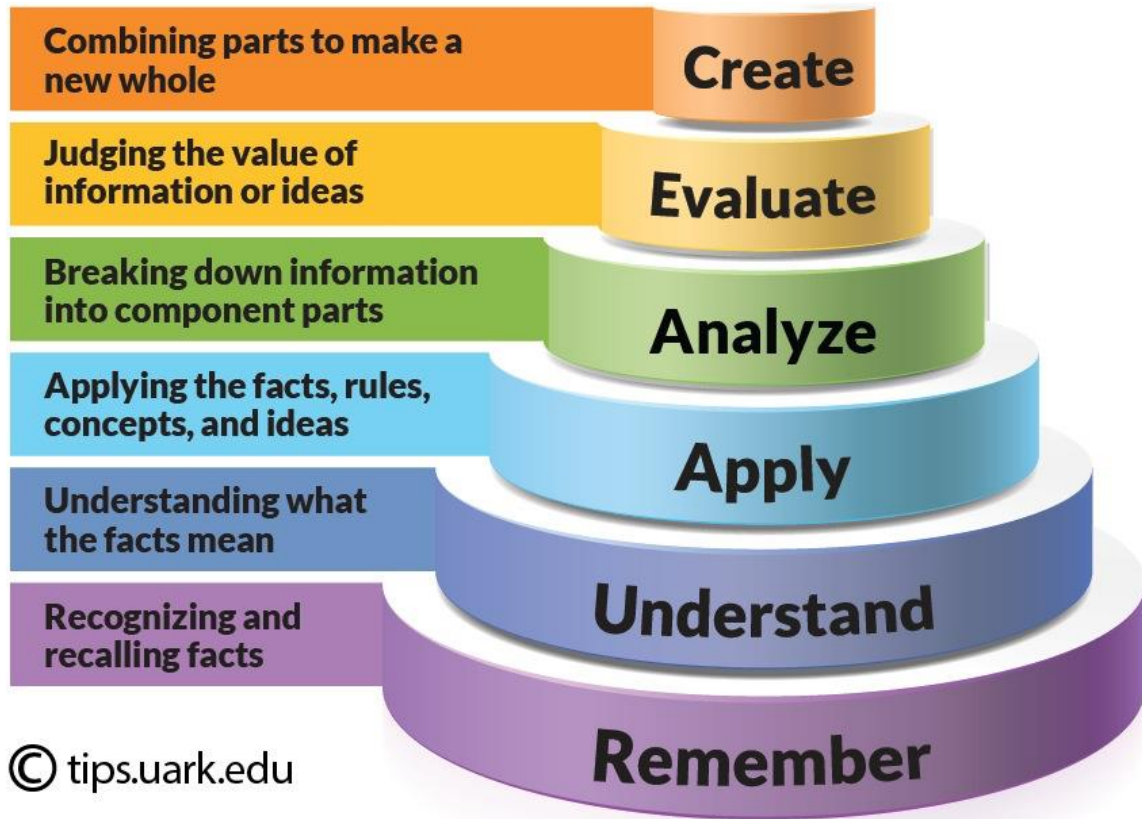 Combining parts to make a
new whole
Create
Judging the value of
information or ideas
Evaluate
Breaking down information
into component parts
Analyze
Applying the facts, rules,
concepts, and ideas
Apply
Understanding what
the facts mean
Understand
Recognizing and
recalling facts
Remember
© tips.uark.edu